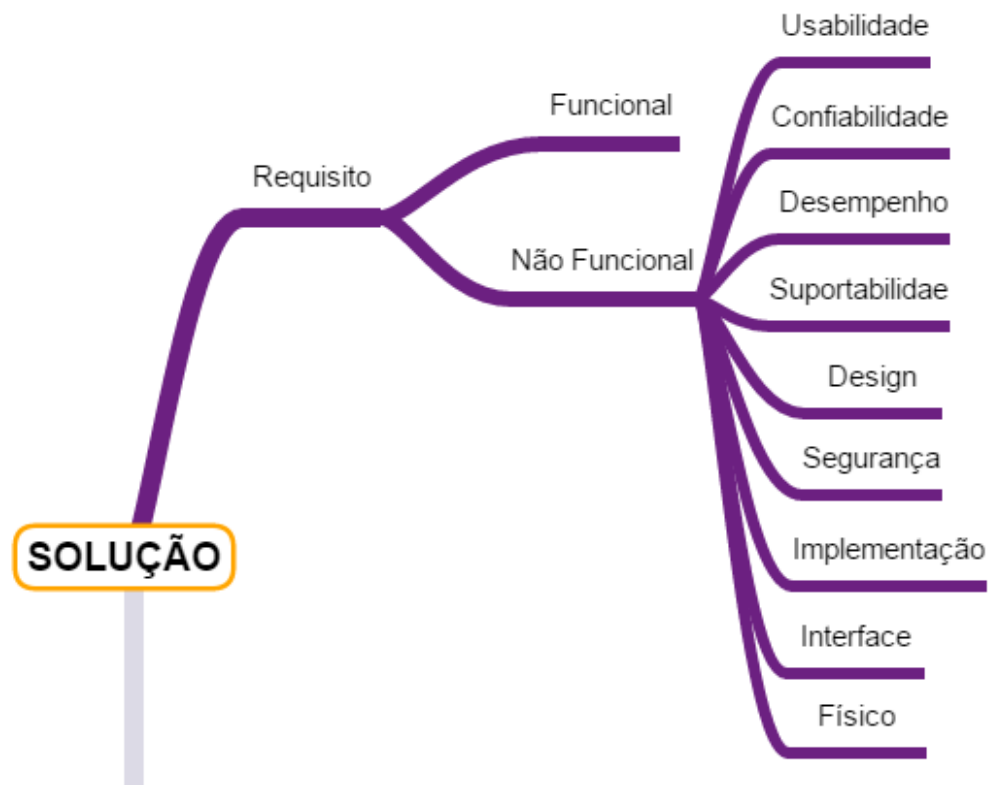 Usabilidade
Funcional
Confiabilidade
Requisito
Desempenho
Não Funcional
Suportabilidae
Design
Segurança
SOLUÇÃO
Implementação
Interface
Físico